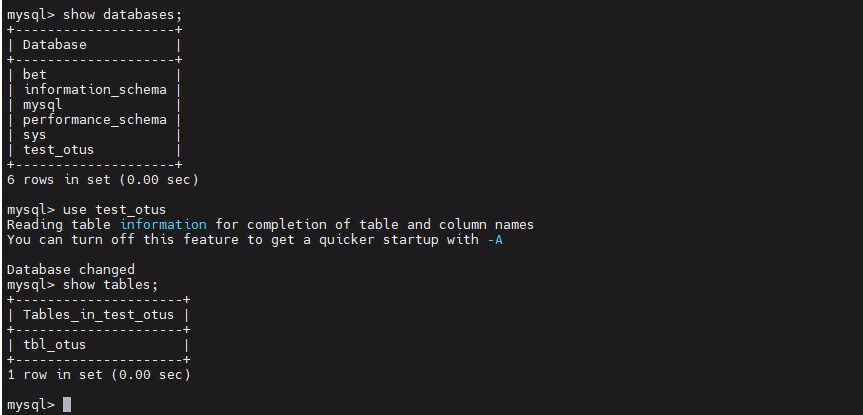 mysql> show databases;
+--------------------+
| Database           |
+--------------------+
| bet                |
| information_schema |
| mysql              |
| performance_schema |
| sys                |
| test_otus          |
+--------------------+
6 rows in set (0.00 sec)
mysql> use test_otus
Reading table information for completion of table and column names
You can turn off this feature to get a quicker startup with -A
Database changed
mysql> show tables;
+---------------------+
| Tables_in_test_otus |
+---------------------+
| tbl_otus            |
+---------------------+
1 row in set (0.00 sec)
mysql>